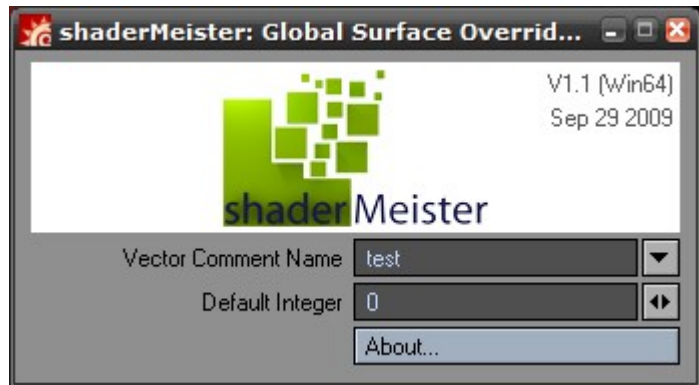 shaderMeister: Global Surface Overrid...
V1.1 (Win64)
Sep 29 2009
shaderMeister
Vector Comment Name test
Default Integer 0
About...